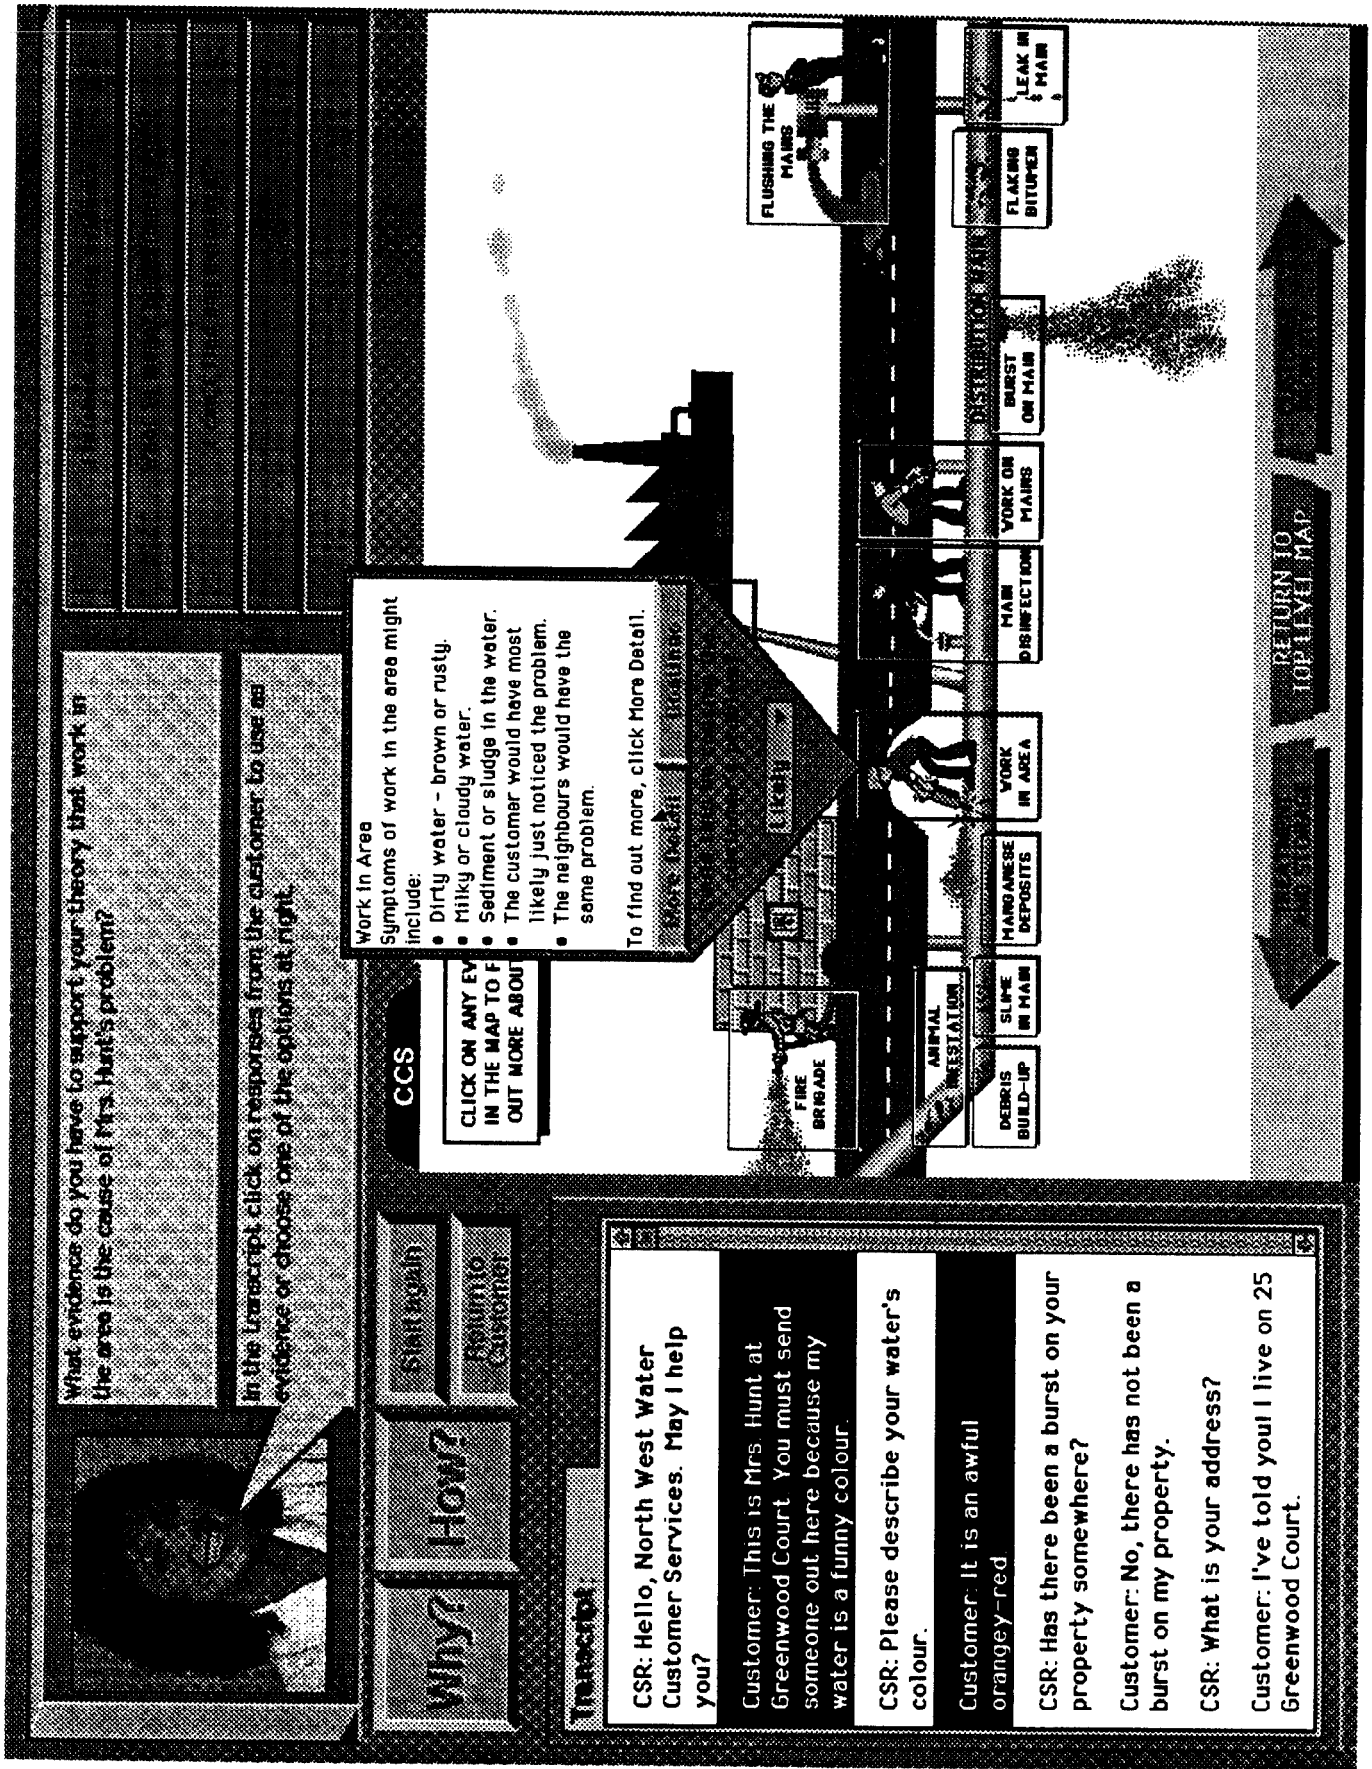 What evidence do you have to support your theory that work in
the area is the cause of Mrs. Hunt's problem?
In the transcript, click on responses from the customer to use as
evidence or choose one of the options at right.
Why?
How?
Start again
Return to
Customer
CCS
CLICK ON ANY EV
IN THE MAP TO F
OUT MORE ABOUT
Work in Area
Symptoms of work in the area might
include:
• Dirty water - brown or rusty.
• Milky or cloudy water.
• Sediment or sludge in the water.
• The customer would have most
likely just noticed the problem.
• The neighbours would have the
same problem.
To find out more, click More Detail.
More Detail
Likely
Transcript
CSR: Hello, North West Water
Customer Services. May I help
you?
Customer: This is Mrs. Hunt at
Greenwood Court. You must send
someone out here because my
water is a funny colour.
CSR: Please describe your water's
colour.
Customer: It is an awful
orangey-red.
CSR: Has there been a burst on your
property somewhere?
Customer: No, there has not been a
burst on my property.
CSR: What is your address?
Customer: I've told you! I live on 25
Greenwood Court.
FIRE
BRIGADE
FLUSHING THE
MAINS
ANIMAL
INFESTATION
DEBRIS
BUILD-UP
SLIME
IN MAIN
MANGANESE
DEPOSITS
WORK
IN AREA
MAIN
DISINFECTION
WORK ON
MAINS
BURST
ON MAIN
FLAKING
BITUMEN
LEAK IN
MAIN
DISTRIBUTION MAIN
RETURN TO
TOP LEVEL MAP